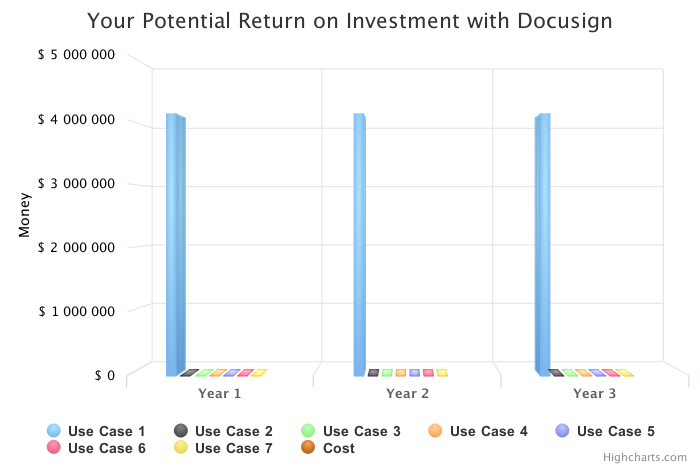 Your Potential Return on Investment with Docusign
$ 5 000 000
$ 4 000 000
$ 3 000 000
$ 2 000 000
$ 1 000 000
$ 0
Money
Year 1 Year 2 Year 3
Use Case 1 Use Case 2 Use Case 3 Use Case 4 Use Case 5
Use Case 6 Use Case 7 Cost
Highcharts.com